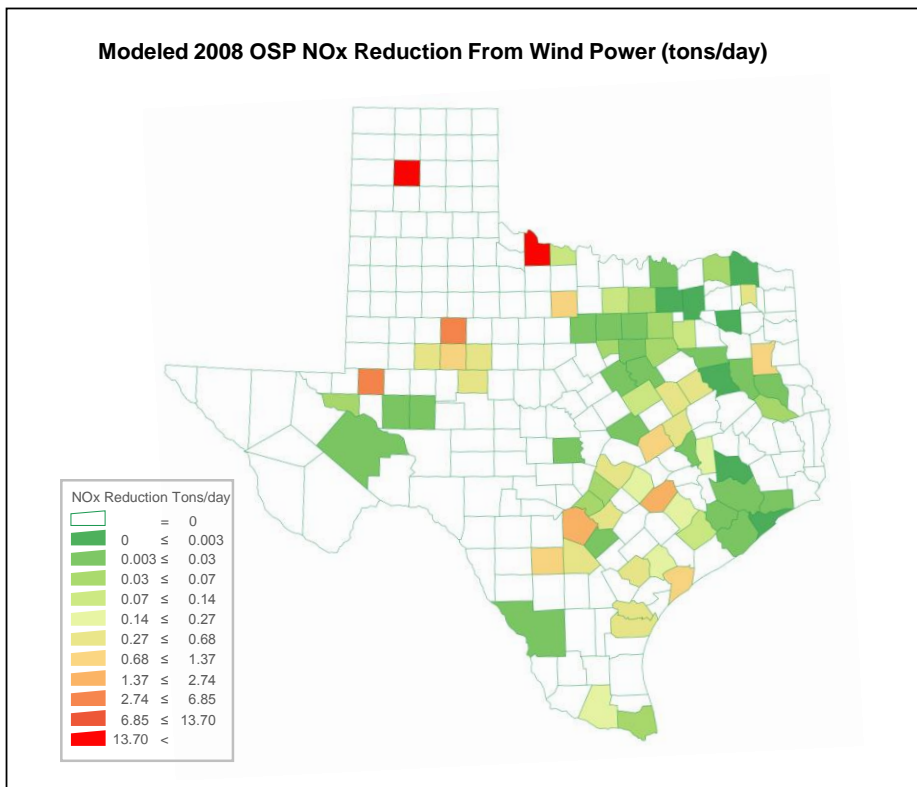 Modeled 2008 OSP NOx Reduction From Wind Power (tons/day)
NOx Reduction Tons/day
= 0
0 ≤ 0.003
0.003 ≤ 0.03
0.03 ≤ 0.07
0.07 ≤ 0.14
0.14 ≤ 0.27
0.27 ≤ 0.68
0.68 ≤ 1.37
1.37 ≤ 2.74
2.74 ≤ 6.85
6.85 ≤ 13.70
13.70 <